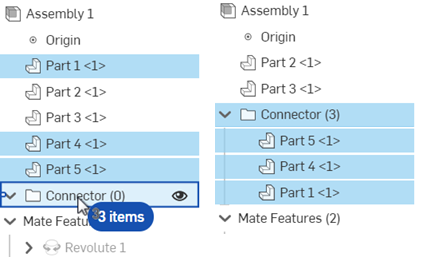 Assembly 1
Origin
Part 1 <1>
Part 2 <1>
Part 3 <1>
Part 4 <1>
Part 5 <1>
Connector (0)
3 items
Mate Featu
Revolute 1
Assembly 1
Origin
Part 2 <1>
Part 3 <1>
Connector (3)
Part 5 <1>
Part 4 <1>
Part 1 <1>
Mate Features (2)